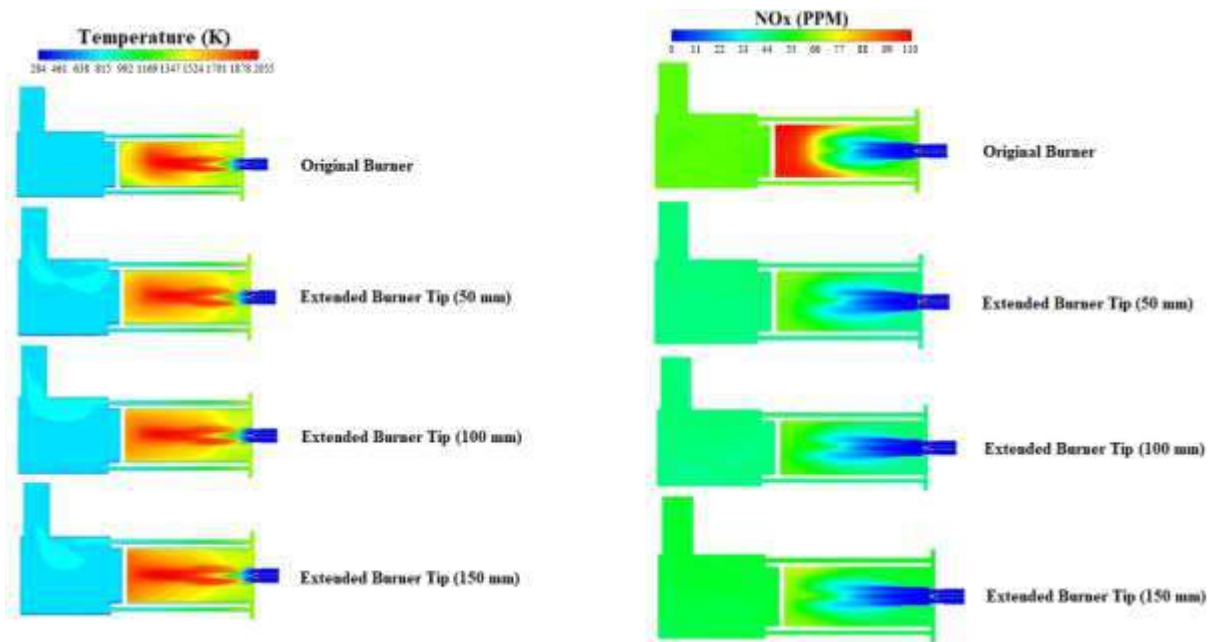 Temperature (K)
284 461 638 815 992 1169 1347 1524 1701 1878 2055
Original Burner
Extended Burner Tip (50 mm)
Extended Burner Tip (100 mm)
Extended Burner Tip (150 mm)
NOx (PPM)
0 11 22 33 44 55 66 77 88 99 110
Original Burner
Extended Burner Tip (50 mm)
Extended Burner Tip (100 mm)
Extended Burner Tip (150 mm)